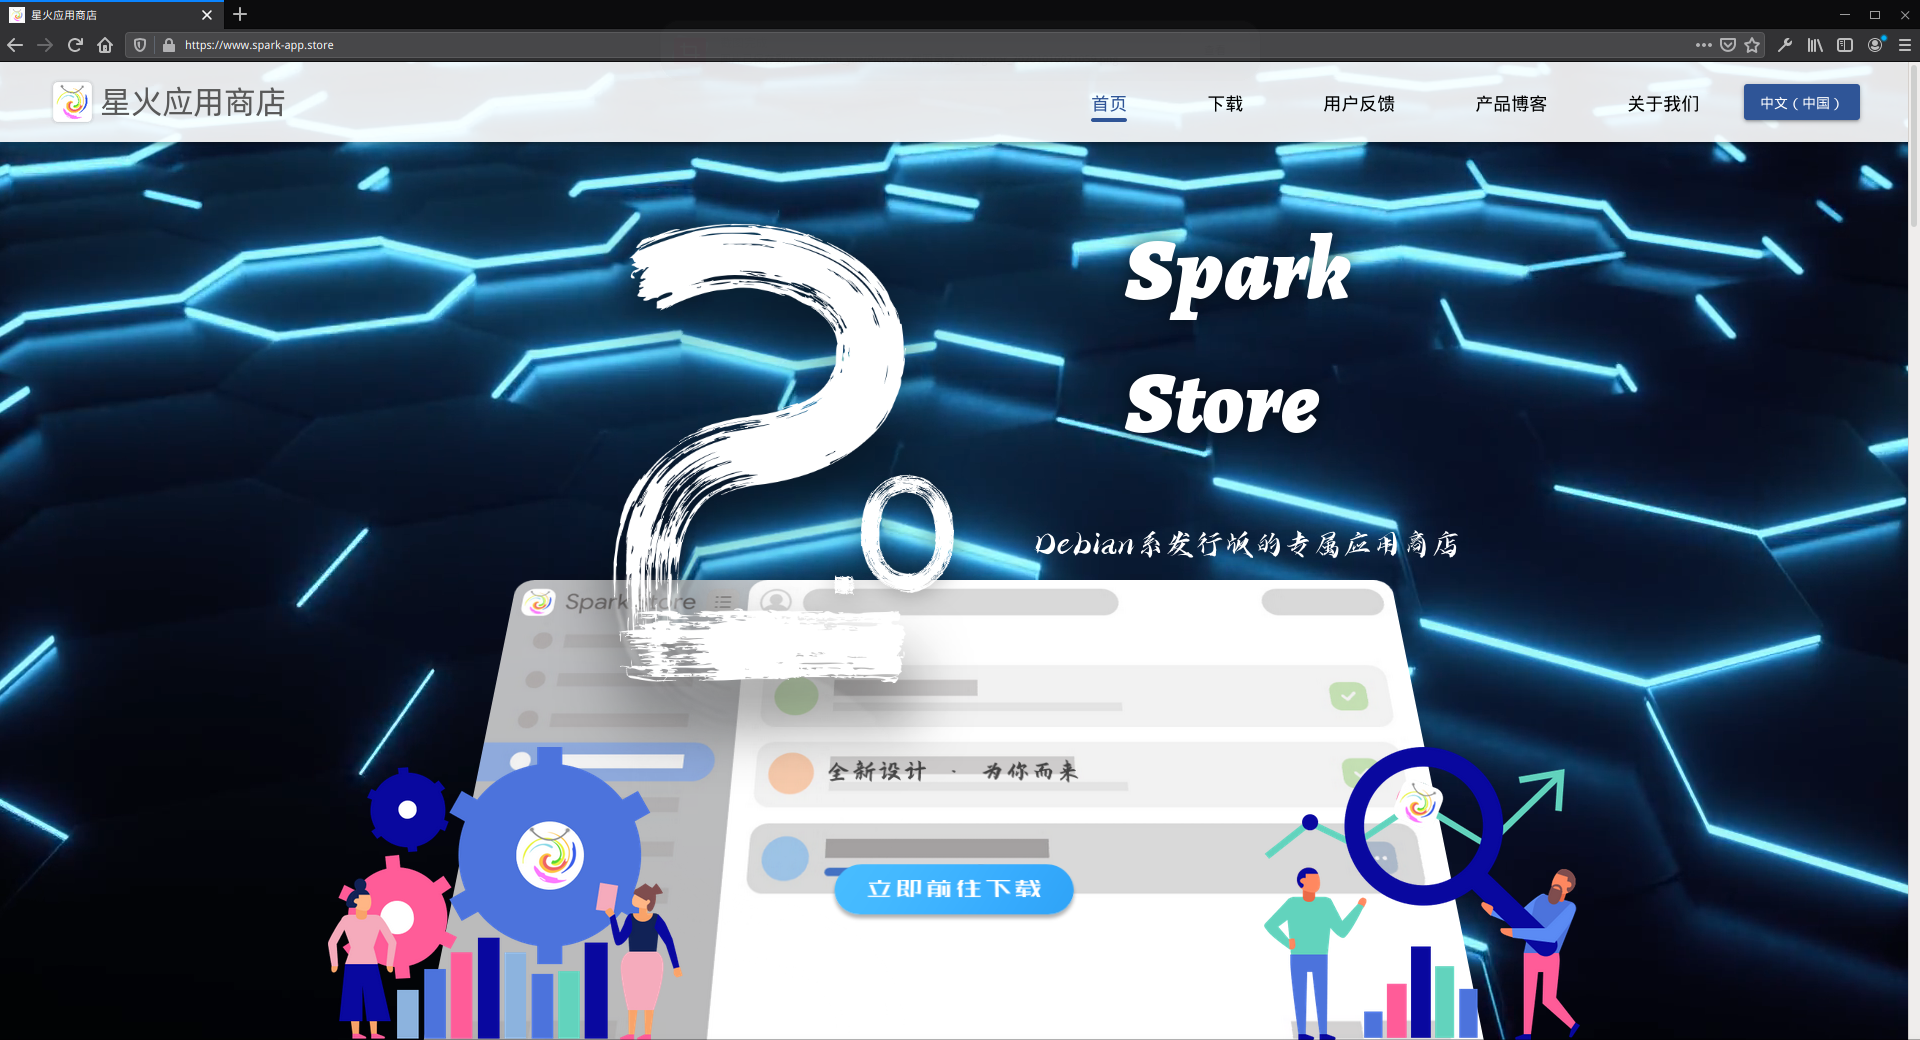 星火应用商店
https://www.spark-app.store
星火应用商店
首页
下载
用户反馈
产品博客
关于我们
中文 ( 中国 )
2.0
Spark
Store
Debian系发行版的专属应用商店
Spark Store
全新设计 · 为你而来
立即前往下载